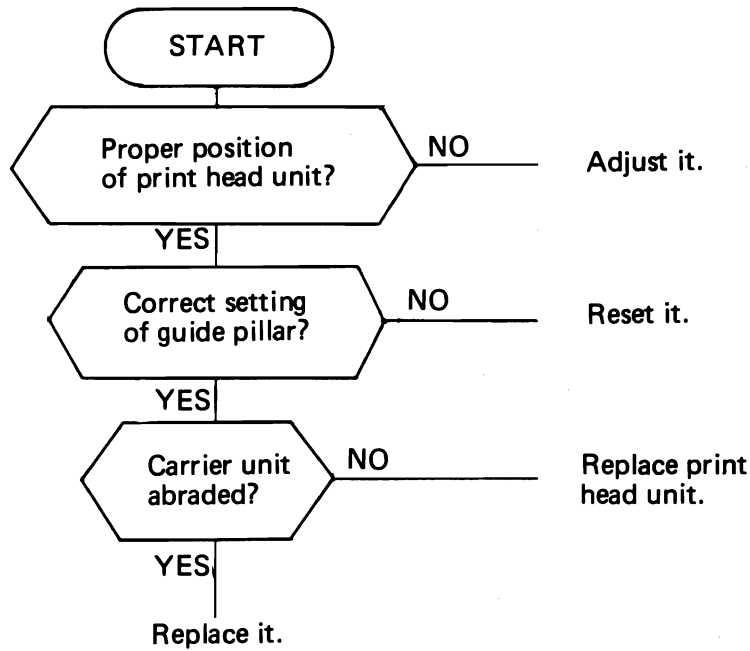 START
Proper position
of print head unit?
NO
Adjust it.
YES
Correct setting
of guide pillar?
NO
Reset it.
YES
Carrier unit
abraded?
NO
Replace print
head unit.
YES
Replace it.